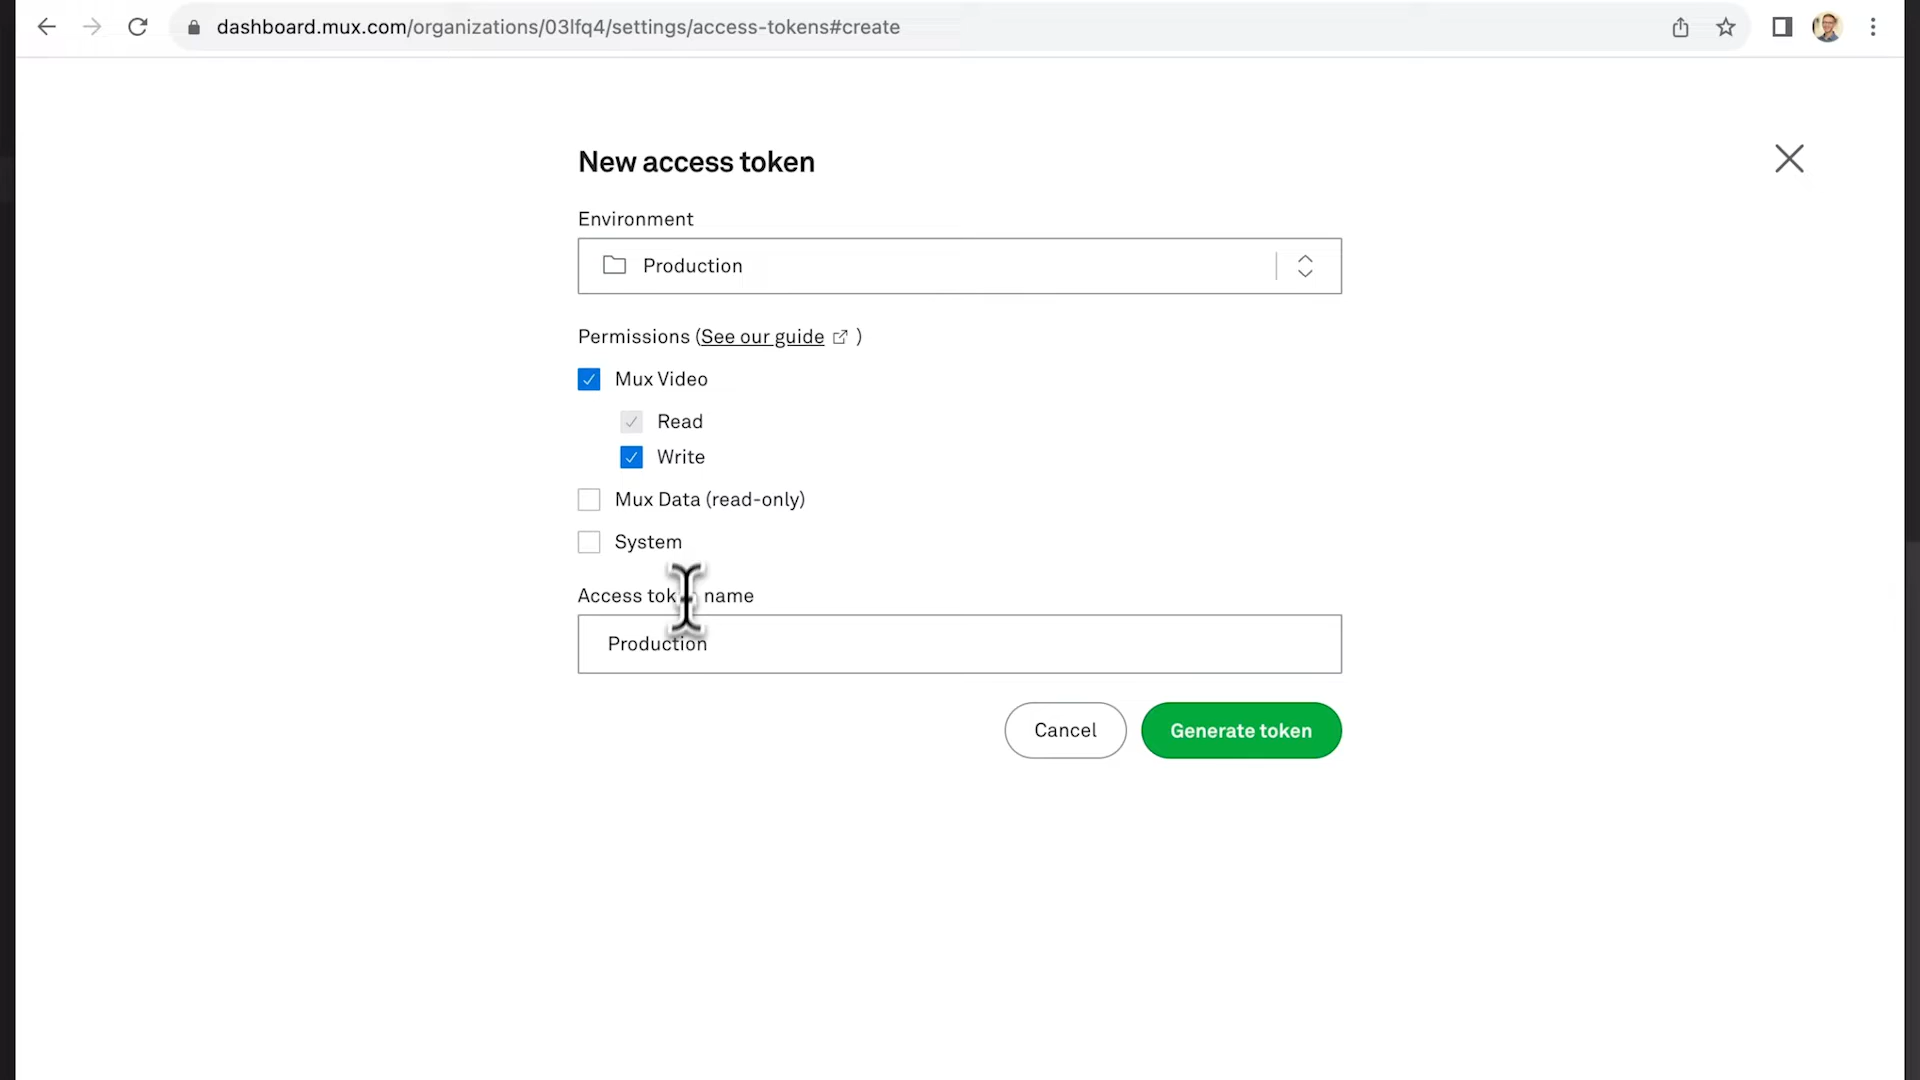 dashboard.mux.com/organizations/03lfq4/settings/access-tokens#create
New access token
Environment
Production
Permissions (See our guide )
Mux Video
Read
Write
Mux Data (read-only)
System
Access tok name
Production
Cancel
Generate token